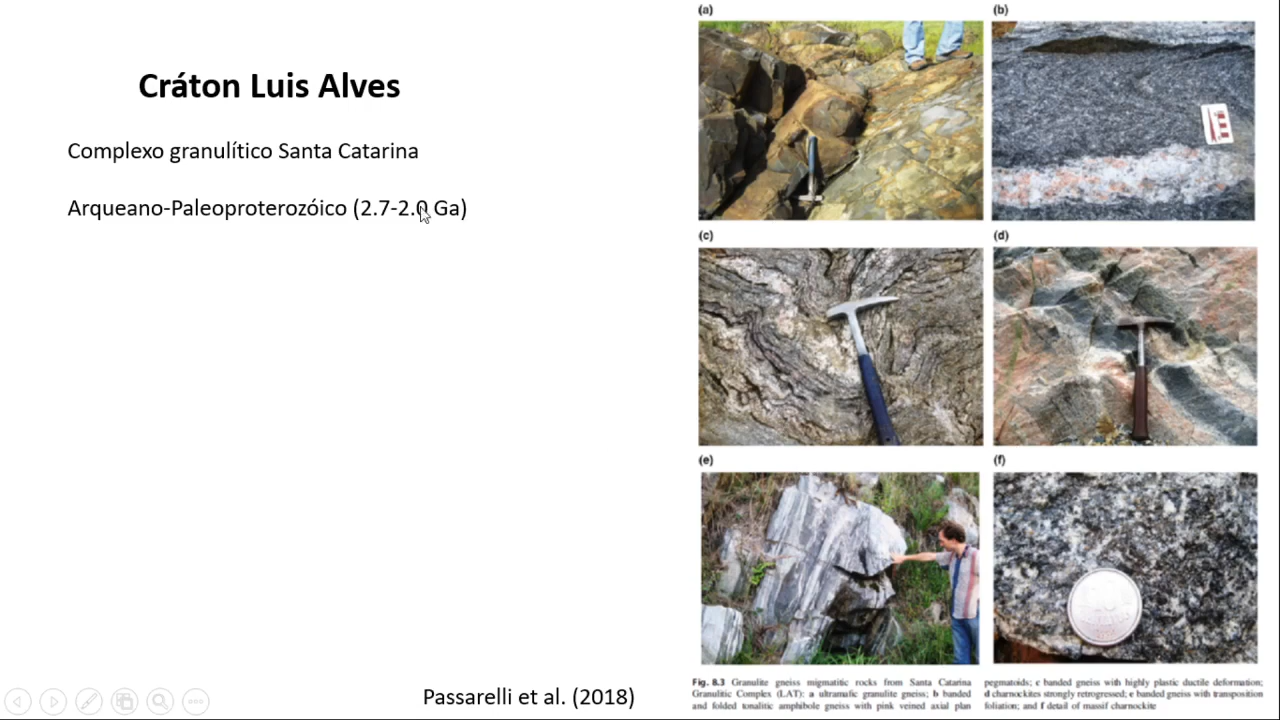 Cráton Luis Alves
Complexo granulítico Santa Catarina
Arqueano-Paleoproterozóico (2.7-2.0 Ga)
(a)
(b)
(c)
(d)
(e)
(f)
Fig. 8.3 Granulite gneiss migmatitic rocks from Santa Catarina
Granulitic Complex (LAT): a ultramafic granulite gneiss; b banded
and folded tonalitic amphibole gneiss with pink veined axial plan
pegmatoids; c banded gneiss with highly plastic ductile deformation;
d charnockites strongly retrogressed; e banded gneiss with transposition
foliation; and f detail of massif charnockite
Passarelli et al. (2018)